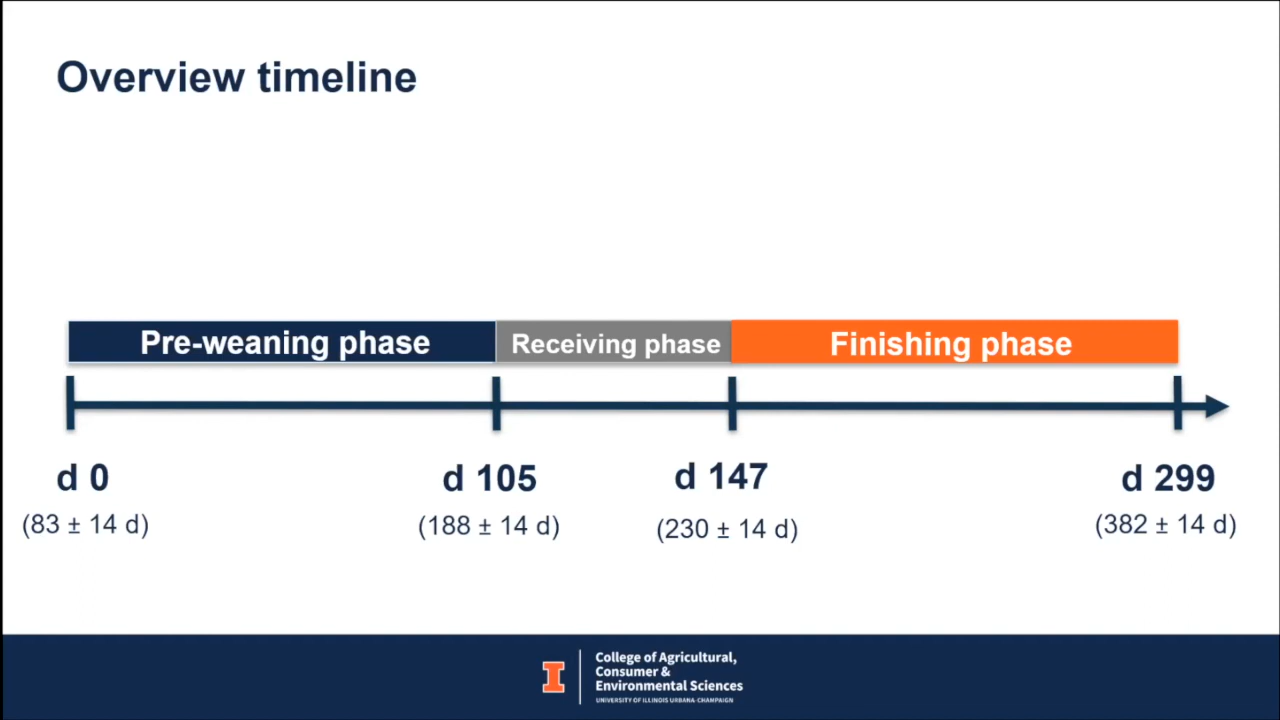 Overview timeline
Pre-weaning phase
Receiving phase
Finishing phase
d 0
d 105
d 147
d 299
(83 ± 14 d)
(188 ± 14 d)
(230 ± 14 d)
(382 ± 14 d)
I
College of Agricultural,
Consumer &
Environmental Sciences
UNIVERSITY OF ILLINOIS URBANA-CHAMPAIGN